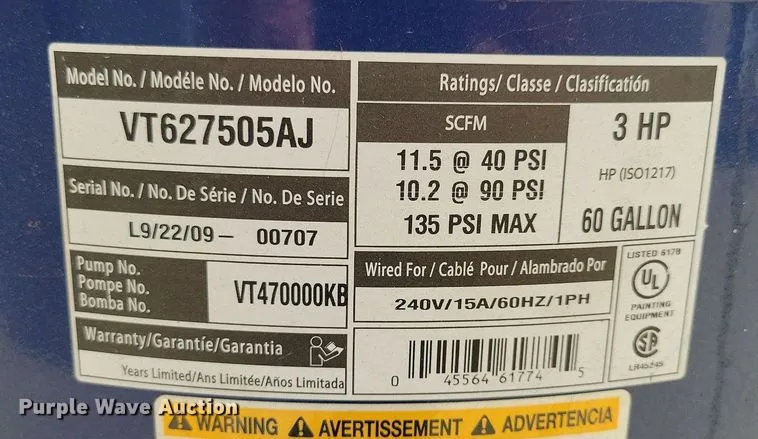 Model No. / Modéle No. / Modelo No.
VT627505AJ
Serial No. / No. De Série / No. De Serie
L9/22/09 – 00707
Pump No.
Pompe No.
Bomba No.
VT470000KB
Warranty/Garantíe/Garantia
Years Limited/Ans Limitée/Años Limitada
Ratings/ Classe / Clasificatión
SCFM
11.5 @ 40 PSI
10.2 @ 90 PSI
135 PSI MAX
3 HP
HP (ISO1217)
60 GALLON
Wired For / Cablé Pour / Alambrado Por
240V/15A/60HZ/1PH
0 45564 61774 5
LISTED 517B
UL
PAINTING
EQUIPMENT
SA
LR45245
WARNING AVERTISSEMENT ADVERTENCIA
Purple Wave Auction